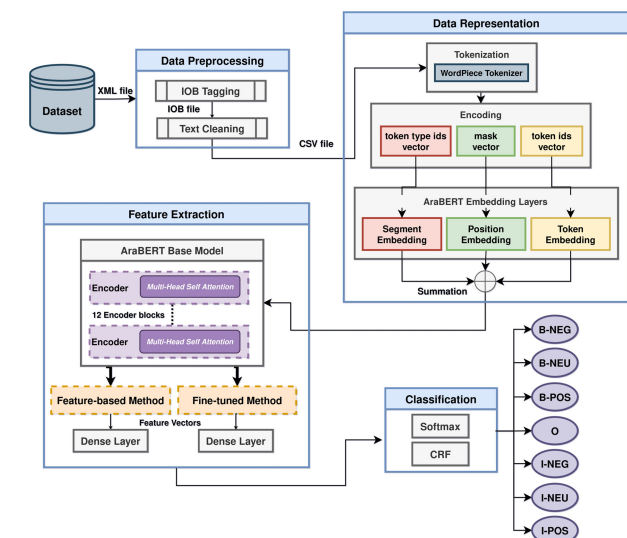 Data Representation
Tokenization
WordPiece Tokenizer
Data Preprocessing
IOB Tagging
IOB file
Text Cleaning
Dataset
XML file
CSV file
Encoding
token type ids
vector
mask
vector
token ids
vector
AraBERT Embedding Layers
Segment
Embedding
Position
Embedding
Token
Embedding
Summation
Feature Extraction
AraBERT Base Model
Encoder
Multi-Head Self Attention
12 Encoder blocks
Encoder
Multi-Head Self Attention
Feature-based Method
Fine-tuned Method
Feature Vectors
Dense Layer
Dense Layer
Classification
Softmax
CRF
B-NEG
B-NEU
B-POS
O
I-NEG
I-NEU
I-POS